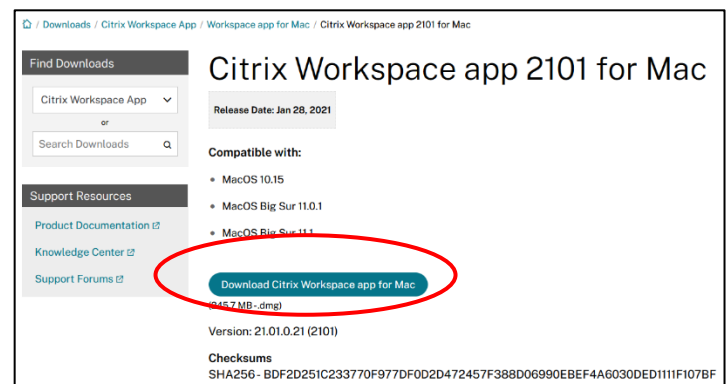 / Downloads / Citrix Workspace App / Workspace app for Mac / Citrix Workspace app 2101 for Mac
Find Downloads
Citrix Workspace App
or
Search Downloads
Support Resources
Product Documentation
Knowledge Center
Support Forums
Citrix Workspace app 2101 for Mac
Release Date: Jan 28, 2021
Compatible with:
• MacOS 10.15
• MacOS Big Sur 11.0.1
• MacOS Big Sur 11.1
Download Citrix Workspace app for Mac
MB - .dmg)
Version: 21.01.0.21 (2101)
Checksums
SHA256 - BDF2D251C233770F977DF0D2D472457F388D06990EBEF4A6030DED1111F107BF